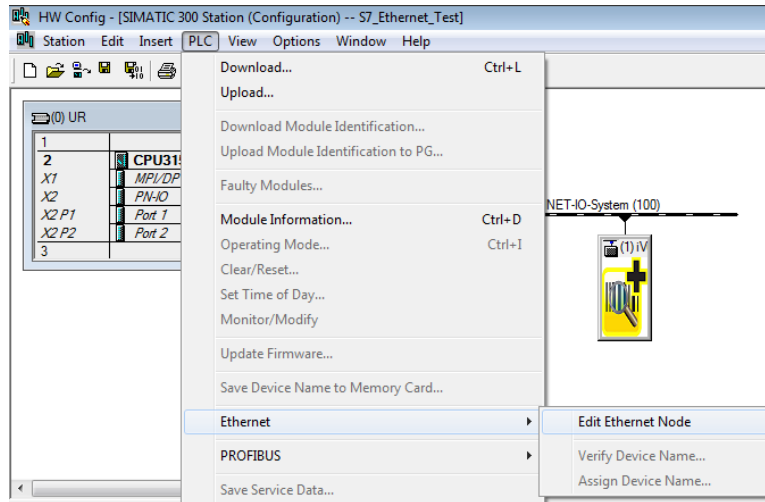 HW Config - [SIMATIC 300 Station (Configuration) -- S7_Ethernet_Test]
Station Edit Insert PLC View Options Window Help
Download... Ctrl+L
Upload...
Download Module Identification...
Upload Module Identification to PG...
Faulty Modules...
Module Information... Ctrl+D
Operating Mode... Ctrl+I
Clear/Reset...
Set Time of Day...
Monitor/Modify
Update Firmware...
Save Device Name to Memory Card...
Ethernet
PROFIBUS
Save Service Data...
Edit Ethernet Node
Verify Device Name...
Assign Device Name...
(0) UR
1
2 CPU31
X1 MPI/DP
X2 PN-IO
X2 P1 Port 1
X2 P2 Port 2
3
NET-IO-System (100)
(1) iV